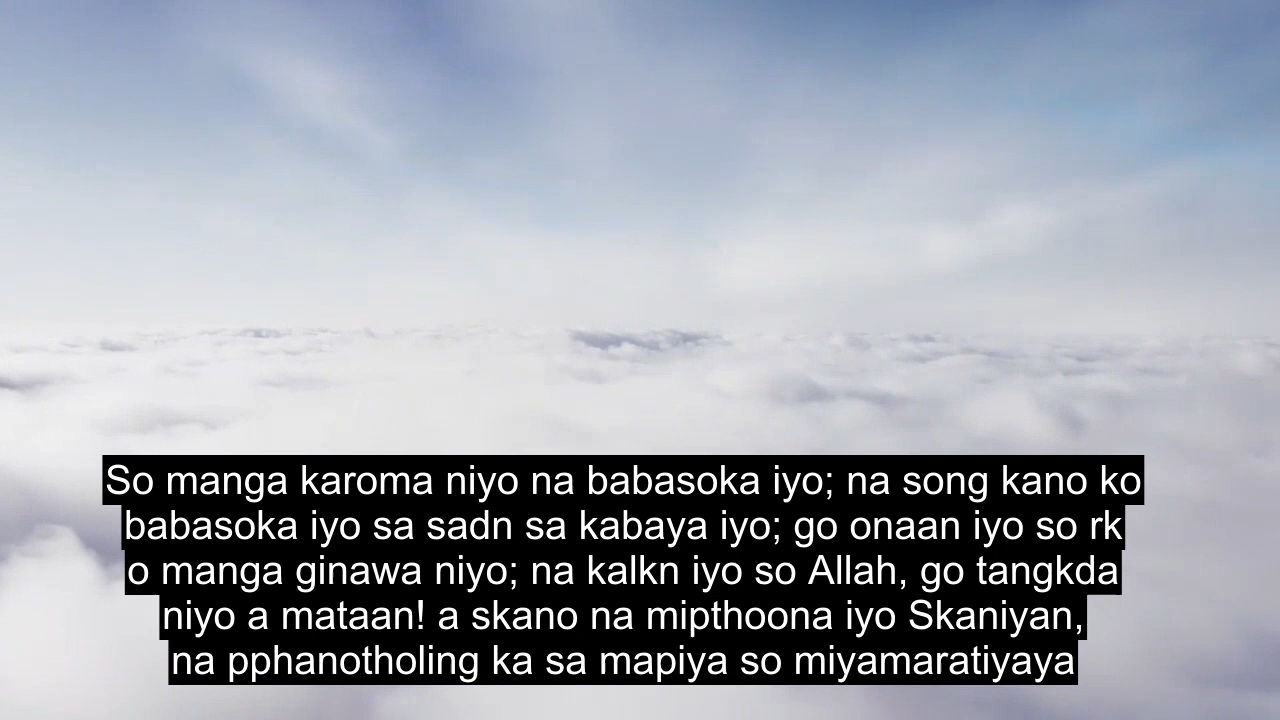 So manga karoma niyo na babasoka iyo; na song kano ko
babasoka iyo sa sadn sa kabaya iyo; go onaan iyo so rk
o manga ginawa niyo; na kalkn iyo so Allah, go tangkda
niyo a mataan! a skano na mipthoona iyo Skaniyan,
na pphanotholing ka sa mapiya so miyamaratiyaya